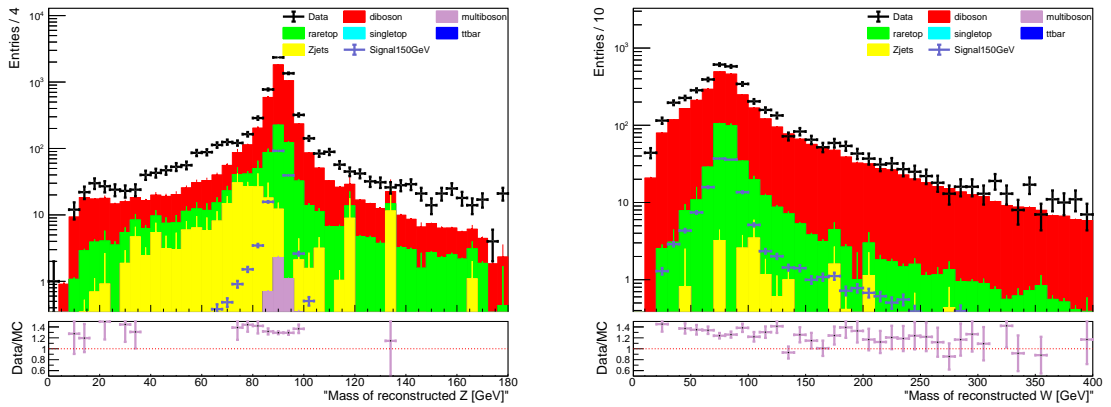 Entries / 4
Data
diboson
multiboson
raretop
singletop
ttbar
Zjets
Signal150GeV
10⁴
10³
10²
10
1
Data/MC
1.4
1.2
1
0.8
0.6
0 20 40 60 80 100 120 140 160 180
"Mass of reconstructed Z [GeV]"
Entries / 10
Data
diboson
multiboson
raretop
singletop
ttbar
Zjets
Signal150GeV
10³
10²
10
1
Data/MC
1.4
1.2
1
0.8
0.6
0 50 100 150 200 250 300 350 400
"Mass of reconstructed W [GeV]"